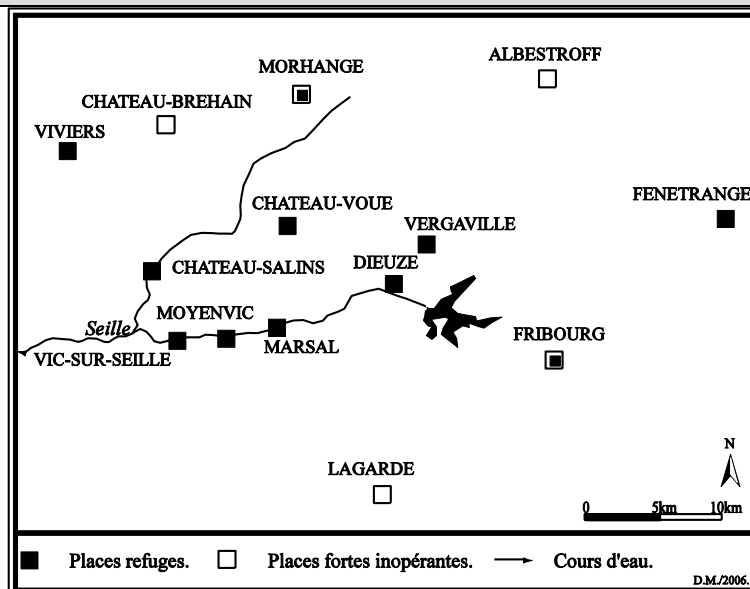 ALBESTROFF
MORHANGE
CHATEAU-BREHAIN
VIVIERS
FENETRANGE
CHATEAU-VOUE
VERGAVILLE
DIEUZE
CHATEAU-SALINS
MOYENVIC
Seille
FRIBOURG
MARSAL
VIC-SUR-SEILLE
N
LAGARDE
0 5km 10km
Places refuges. Places fortes inopérantes. Cours d'eau.
D.M./2006.